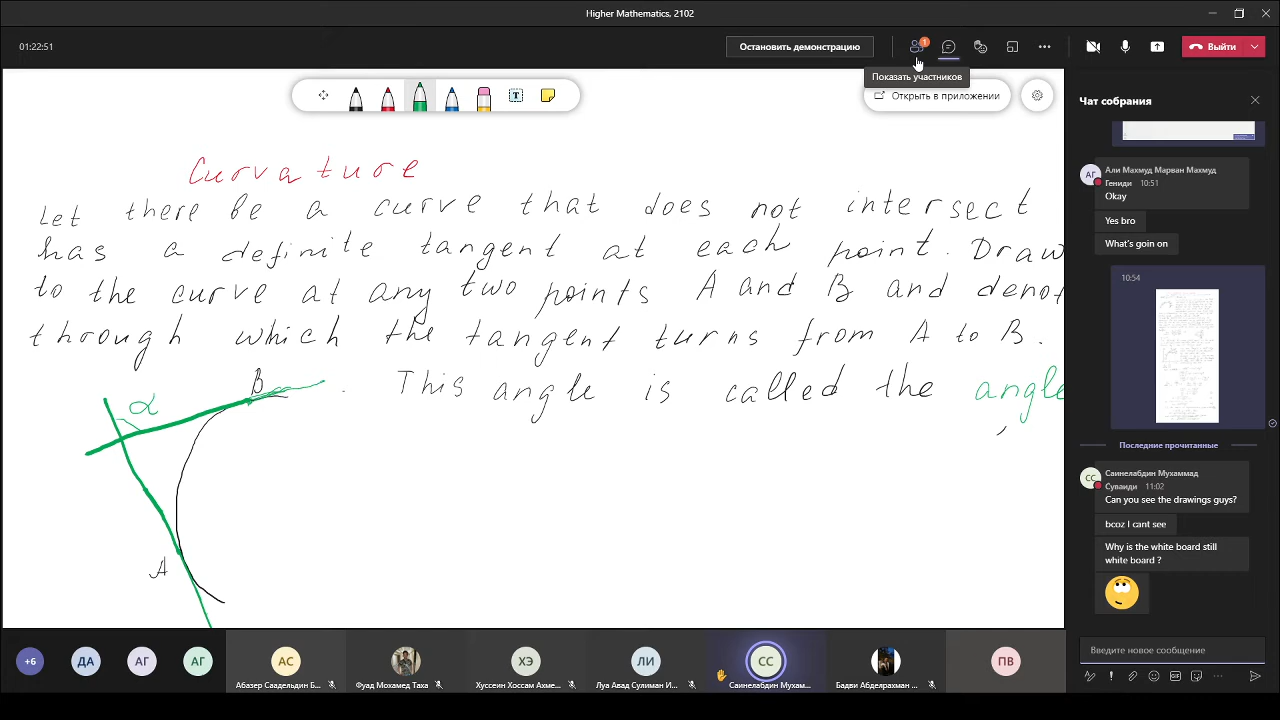 Higher Mathematics, 2102
01:22:51
Остановить демонстрацию
1
Выйти
Показать участников
Открыть в приложении
T
Curvature
Let there be a curve that does not intersect
has a definite tangent at each point. Draw
to the curve at any two points A and B and denot
through which the tangent turns from A to B.
B . This angle is called the angle
α
,
A
Чат собрания
АГ
Али Махмуд Марван Махмуд
Гениди 10:51
Okay
Yes bro
What's goin on
10:54
Последние прочитанные
СС
Саинелабдин Мухаммад
Суваиди 11:02
Can you see the drawings guys?
bcoz I cant see
Why is the white board still
white board ?
Введите новое сообщение
GIF
+6
ДА
АГ
АГ
АС
Абазер Саадельдин Б...
Фуад Мохамед Таха
ХЭ
Хуссеин Хоссам Ахме...
ЛИ
Луа Авад Сулиман И...
СС
Саинелабдин Мухам...
Бадви Абделрахман ...
ПВ